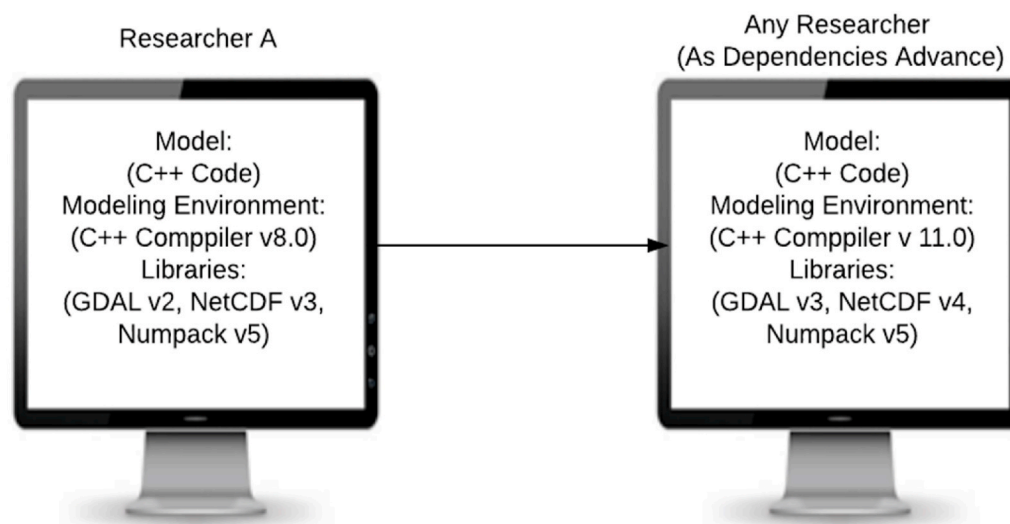 Researcher A
Model:
(C++ Code)
Modeling Environment:
(C++ Comppiler v8.0)
Libraries:
(GDAL v2, NetCDF v3,
Numpack v5)
Any Researcher
(As Dependencies Advance)
Model:
(C++ Code)
Modeling Environment:
(C++ Comppiler v 11.0)
Libraries:
(GDAL v3, NetCDF v4,
Numpack v5)